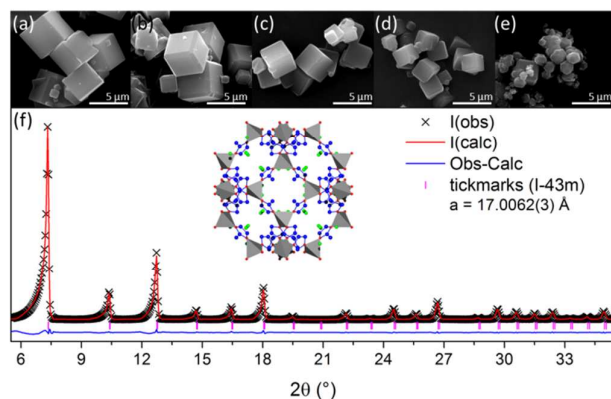 (a)
(b)
(c)
(d)
(e)
5 μm
5 μm
5 μm
5 μm
5 μm
(f)
I(obs)
I(calc)
Obs-Calc
tickmarks (I-43m)
a = 17.0062(3) Å
6 9 12 15 18 21 24 27 30 33
2θ (°)